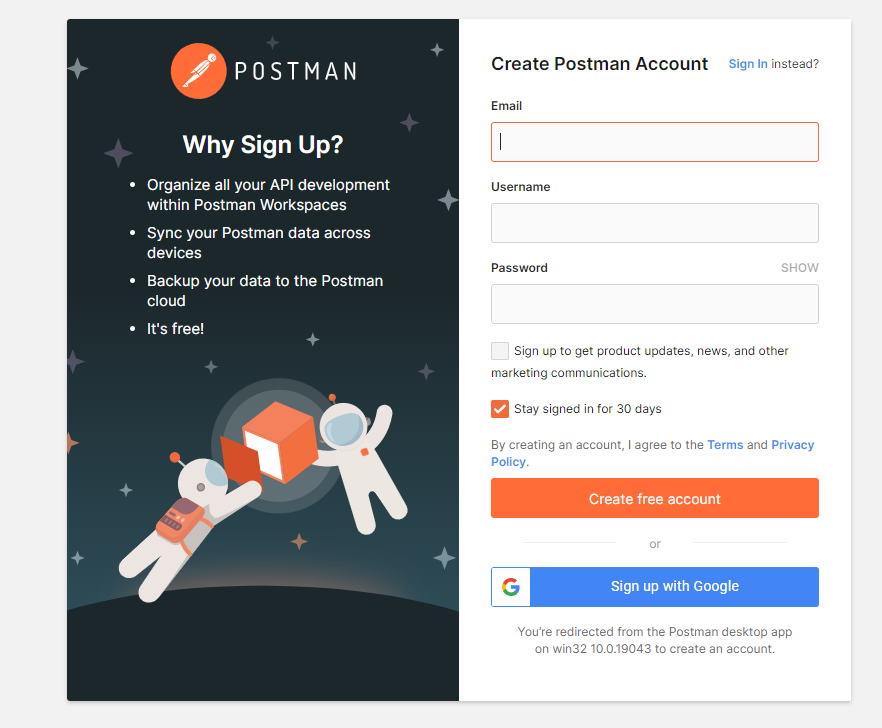 POSTMAN
Why Sign Up?
• Organize all your API development
within Postman Workspaces
• Sync your Postman data across
devices
• Backup your data to the Postman
cloud
• It's free!
Create Postman Account
Sign In instead?
Email
Username
Password
SHOW
Sign up to get product updates, news, and other
marketing communications.
Stay signed in for 30 days
By creating an account, I agree to the Terms and Privacy
Policy.
Create free account
or
G
Sign up with Google
You're redirected from the Postman desktop app
on win32 10.0.19043 to create an account.